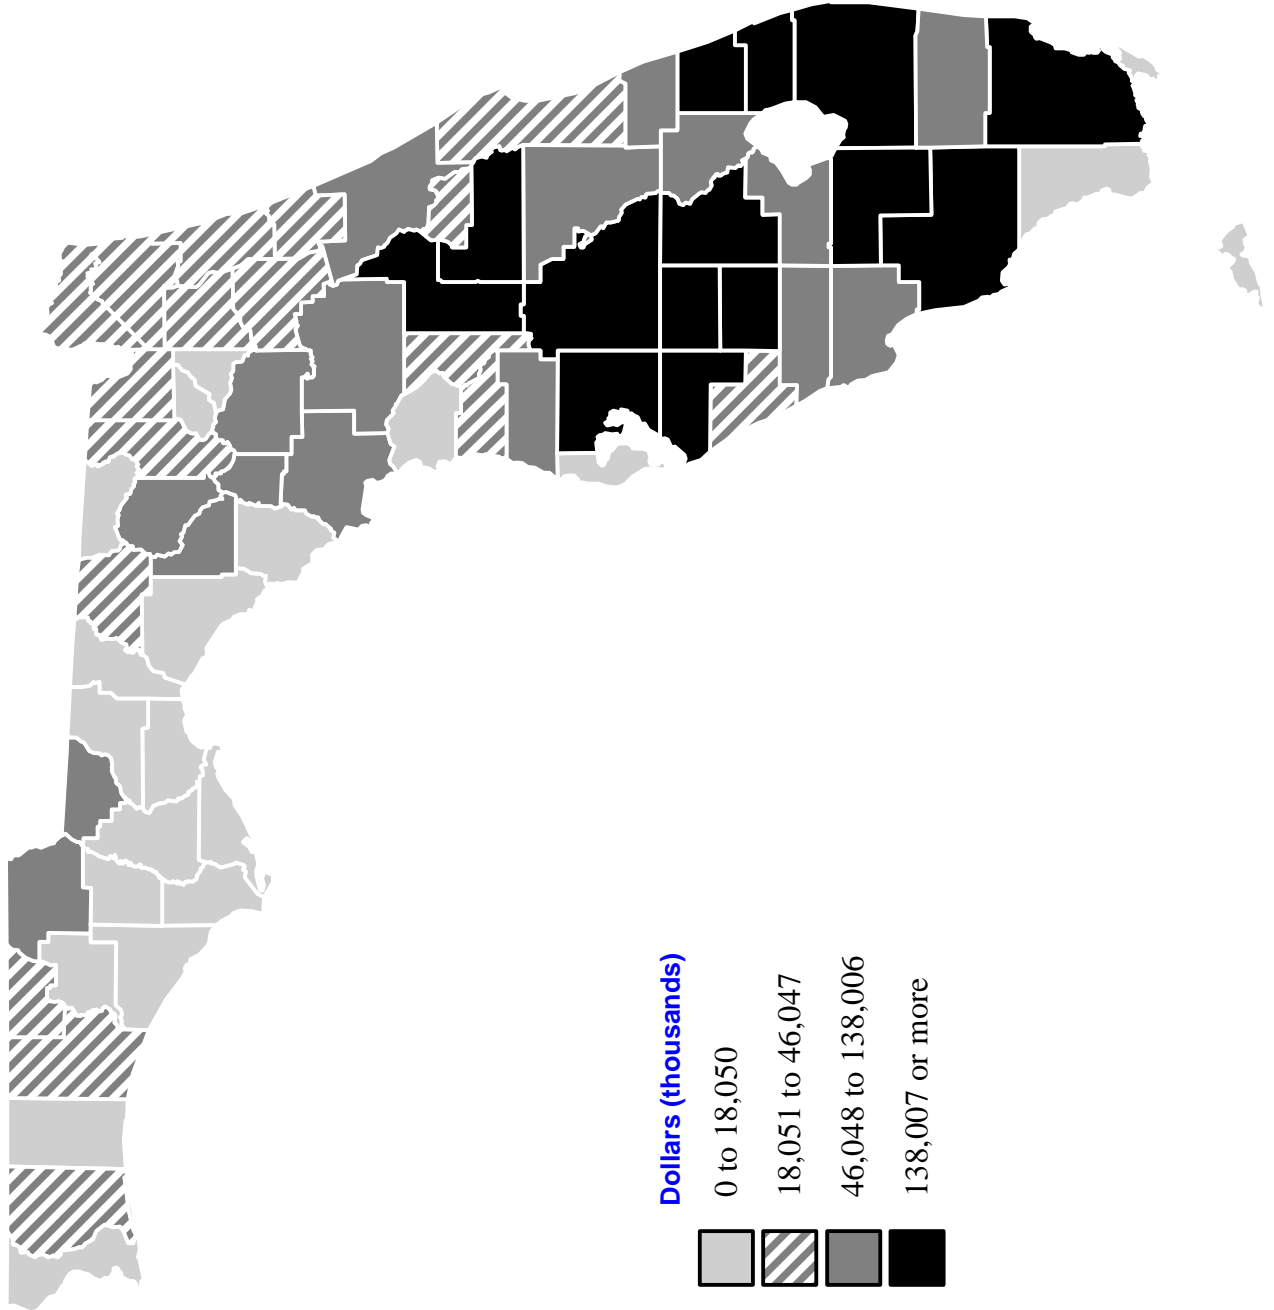 Dollars (thousands)
0 to 18,050
18,051 to 46,047
46,048 to 138,006
138,007 or more